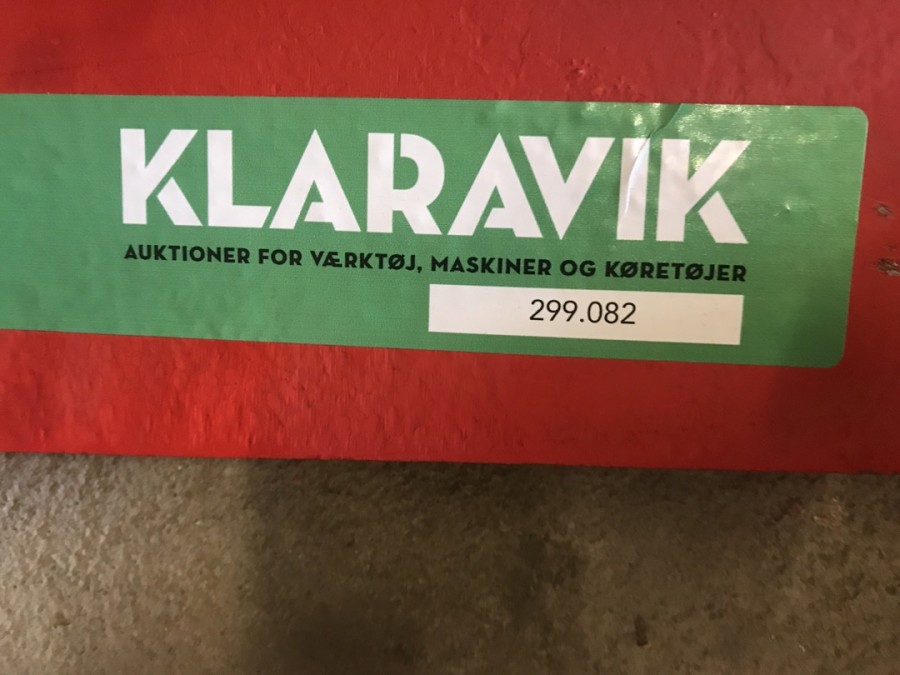 KLARAVIK
AUKTIONER FOR VÆRKTØJ, MASKINER OG KØRETØJER
299.082